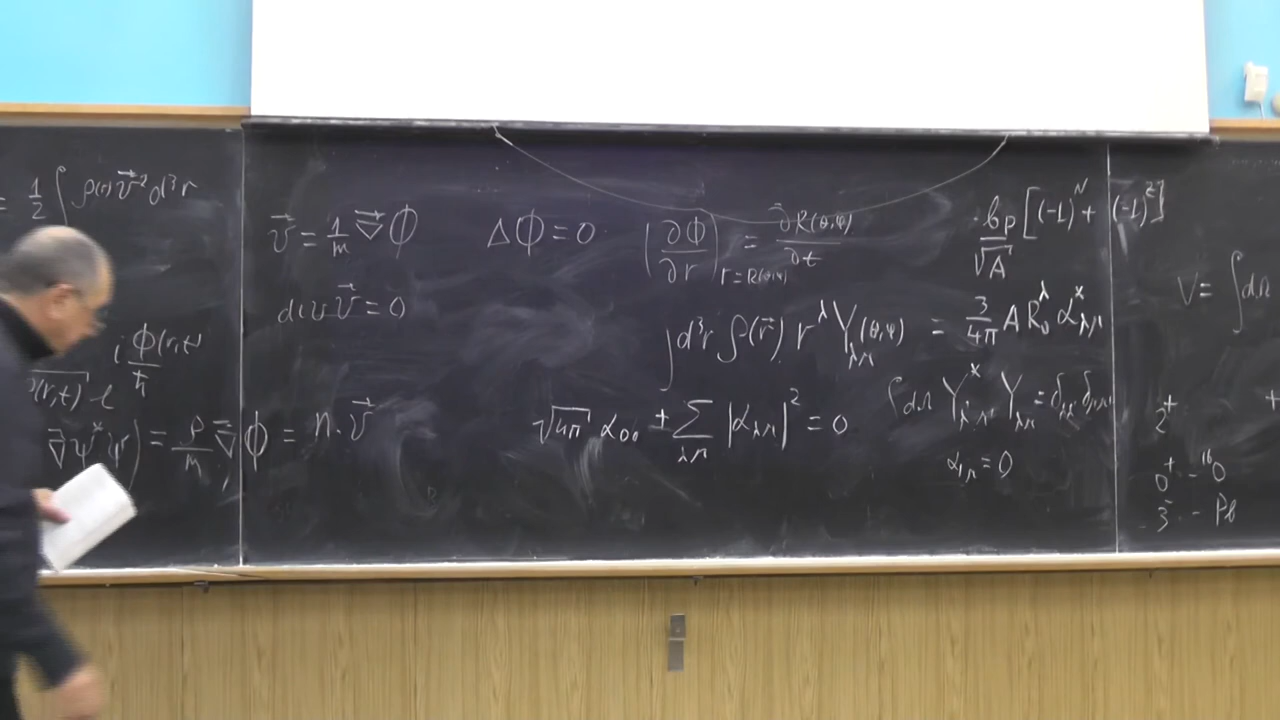 = 1/2 ∫ ρ(r) v⃗² d³r
i Φ(r,t) / ħ
ρ(r,t) e
∇⃗ψ* ψ) = ρ/m ∇⃗Φ = n · v⃗
v⃗ = 1/m ∇⃗Φ
ΔΦ = 0
(∂Φ/∂r)_{r=R(θ,φ)} = ∂R(θ,φ)/∂t
div v⃗ = 0
∫ d³r ρ(r⃗) r^λ Y_{λμ}(θ,φ) = 3/4π A R₀^λ α*_{λμ}
√4π α₀₀ + Σ_{λμ} |α_{λμ}|² = 0
bp/√A [(-1)^N + (-1)^Z]
∫ dΩ Y*_{λ'μ'} Y_{λμ} = δ_{λλ'} δ_{μμ'}
α_{1μ} = 0
V = ∫ dΩ
2⁺
+
0⁺ - ¹⁶O
3⁻ - Pb